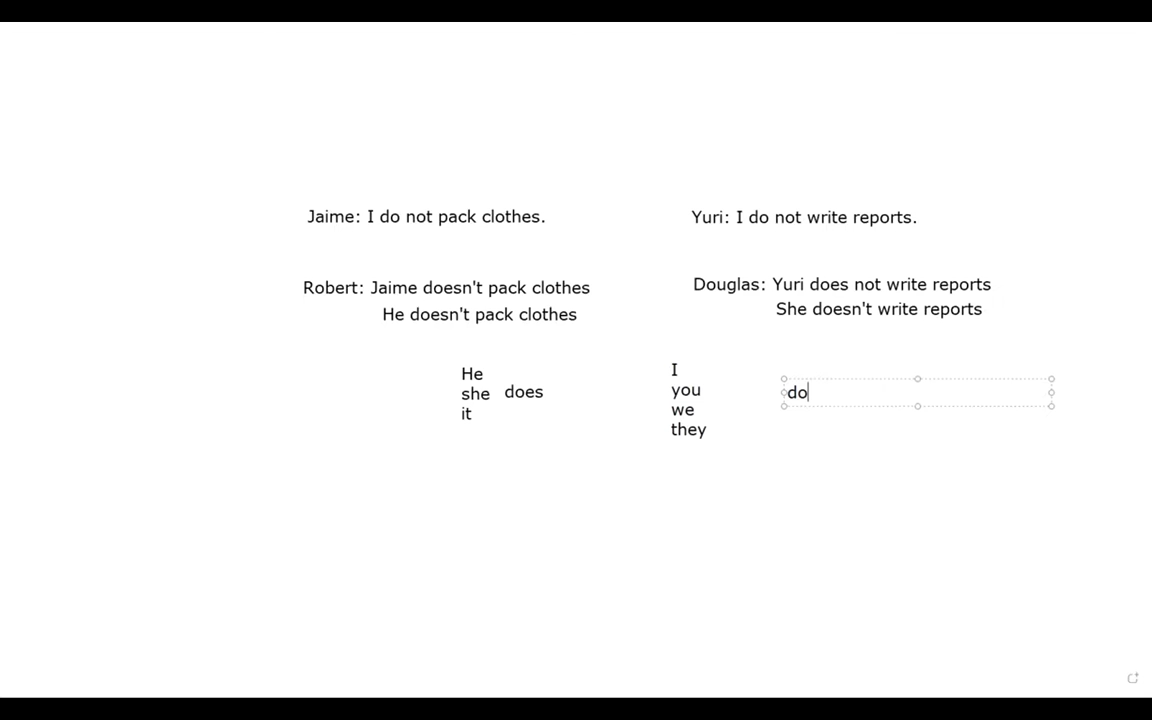 Jaime: I do not pack clothes.
Yuri: I do not write reports.
Robert: Jaime doesn't pack clothes
He doesn't pack clothes
Douglas: Yuri does not write reports
She doesn't write reports
He
she
it
does
I
you
we
they
do